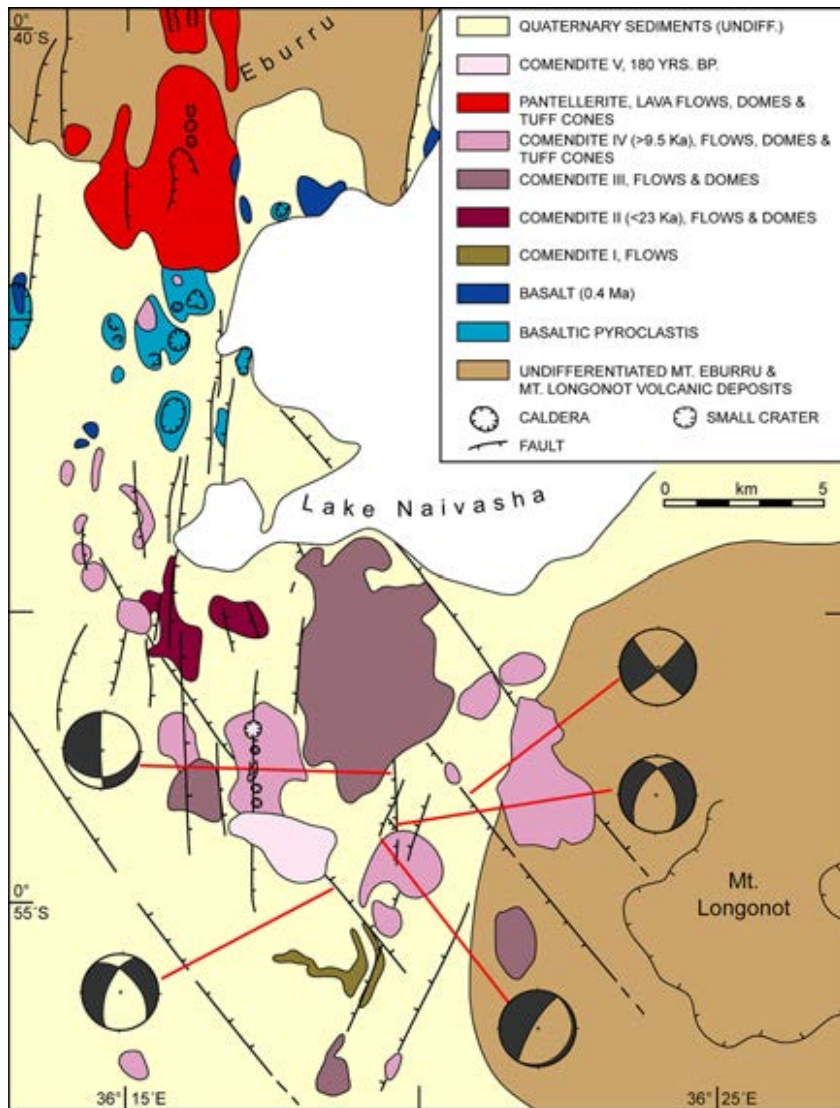 0°
40´S
Eburru
QUATERNARY SEDIMENTS (UNDIFF.)
COMENDITE V, 180 YRS. BP.
PANTELLERITE, LAVA FLOWS, DOMES &
TUFF CONES
COMENDITE IV (>9.5 Ka), FLOWS, DOMES &
TUFF CONES
COMENDITE III, FLOWS & DOMES
COMENDITE II (<23 Ka), FLOWS & DOMES
COMENDITE I, FLOWS
BASALT (0.4 Ma)
BASALTIC PYROCLASTIS
UNDIFFERENTIATED MT. EBURRU &
MT. LONGONOT VOLCANIC DEPOSITS
CALDERA
SMALL CRATER
FAULT
Lake Naivasha
0 km 5
Mt.
Longonot
0°
55´S
36° 15´E
36° 25´E